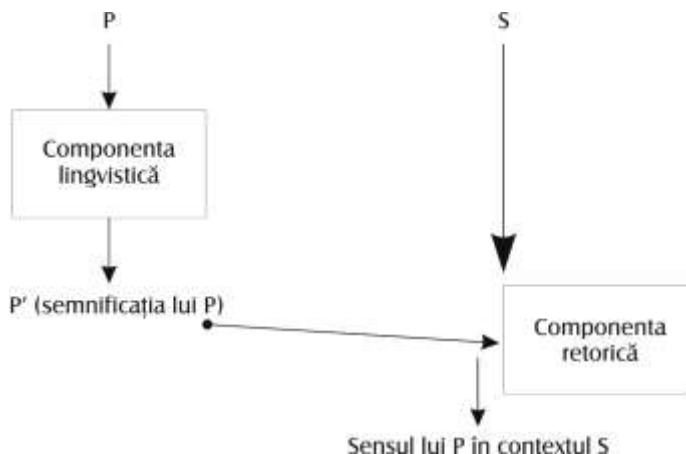 P
S
Componenta
lingvistică
P' (semnificația lui P)
Componenta
retorică
Sensul lui P în contextul S